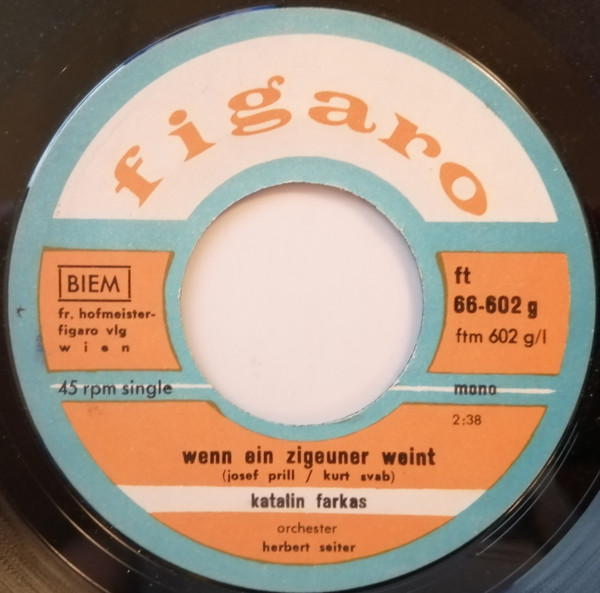 figaro
BIEM
fr. hofmeister-
figaro vlg
wien
ft
66-602 g
ftm 602 g/l
45 rpm single
mono
2:38
wenn ein zigeuner weint
(josef prill / kurt svab)
katalin farkas
orchester
herbert seiter